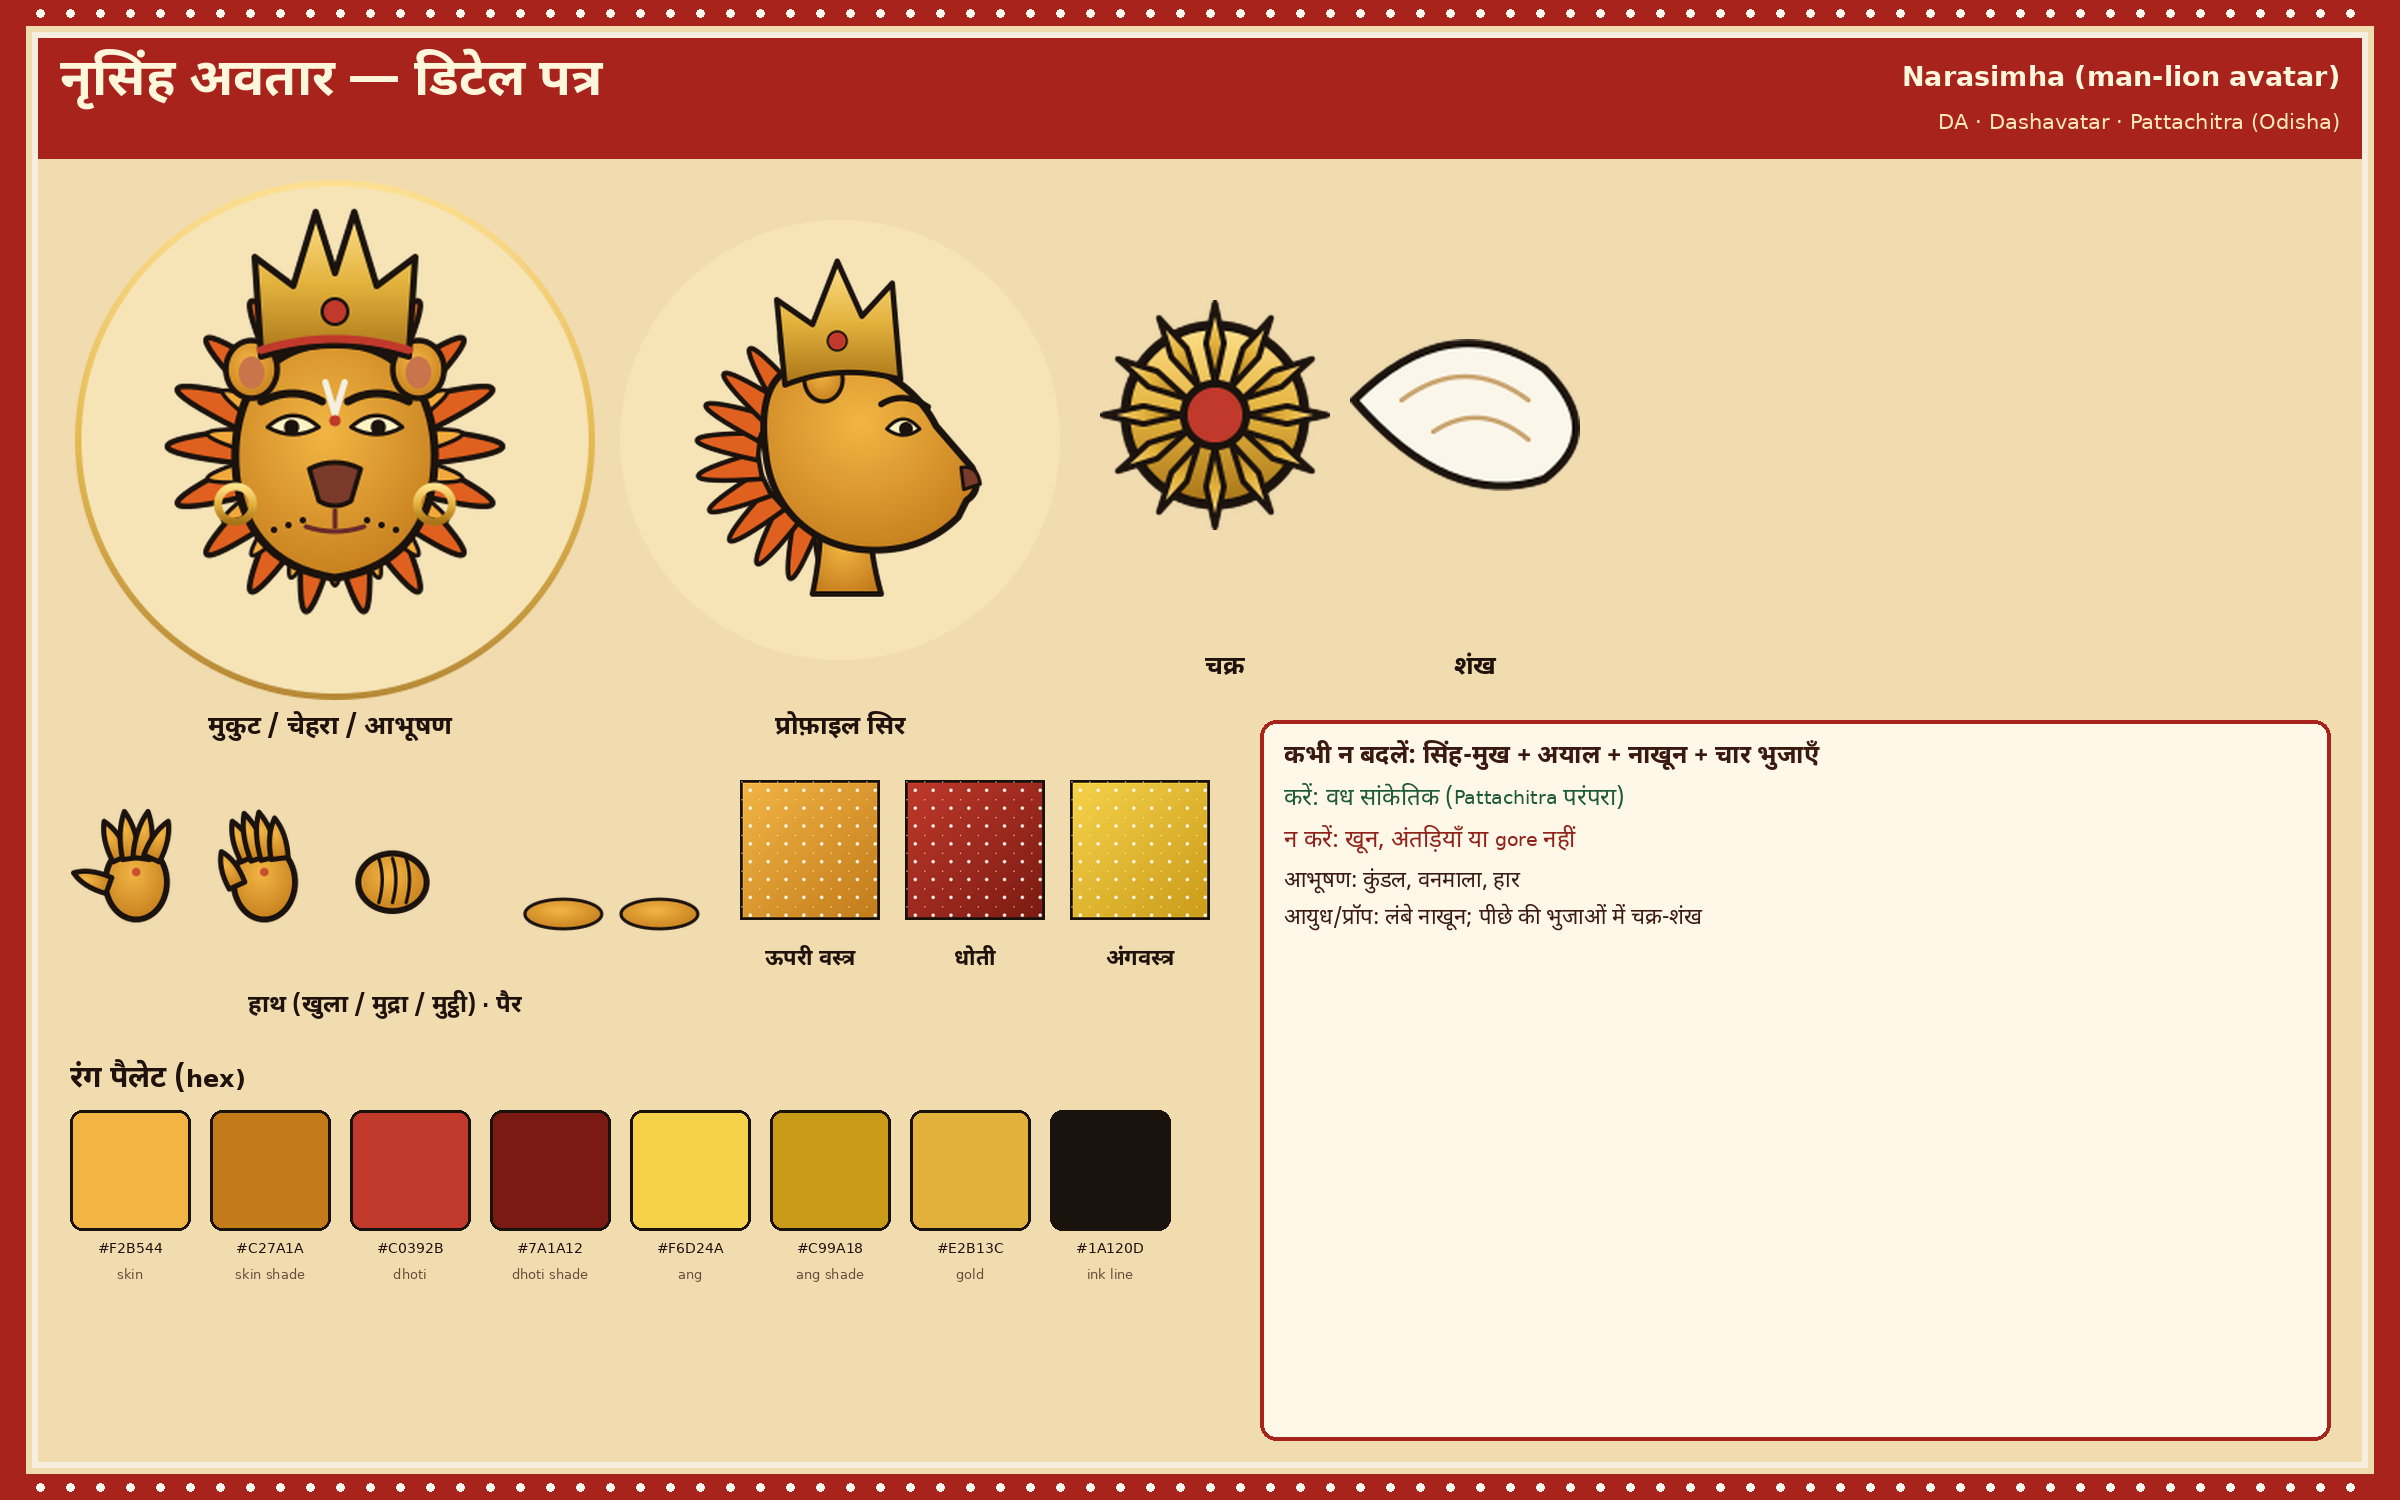 नृसिंह अवतार — डिटेल पत्र
Narasimha (man-lion avatar)
DA · Dashavatar · Pattachitra (Odisha)
चक्र
शंख
मुकुट / चेहरा / आभूषण
प्रोफ़ाइल सिर
कभी न बदलें: सिंह-मुख + अयाल + नाखून + चार भुजाएँ
करें: वध सांकेतिक (Pattachitra परंपरा)
न करें: खून, अंतड़ियाँ या gore नहीं
आभूषण: कुंडल, वनमाला, हार
आयुध/प्रॉप: लंबे नाखून; पीछे की भुजाओं में चक्र-शंख
ऊपरी वस्त्र
धोती
अंगवस्त्र
हाथ (खुला / मुद्रा / मुट्ठी) · पैर
रंग पैलेट (hex)
#F2B544
#C27A1A
#C0392B
#7A1A12
#F6D24A
#C99A18
#E2B13C
#1A120D
skin
skin shade
dhoti
dhoti shade
ang
ang shade
gold
ink line